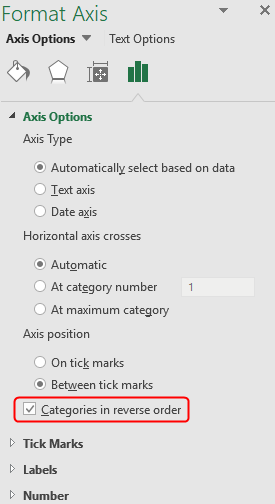 Format Axis
Axis Options Text Options
Axis Options
Axis Type
Automatically select based on data
Text axis
Date axis
Horizontal axis crosses
Automatic
At category number 1
At maximum category
Axis position
On tick marks
Between tick marks
Categories in reverse order
Tick Marks
Labels
Number